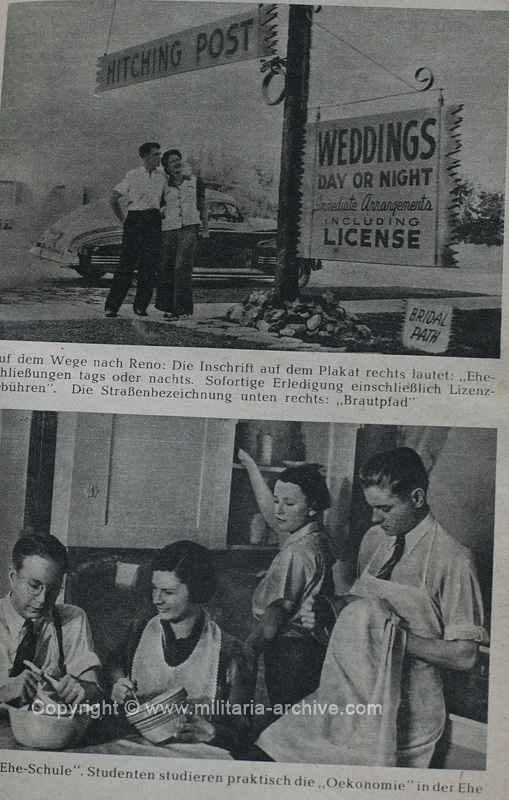 HITCHING POST
WEDDINGS
DAY OR NIGHT
Immediate Arrangements
INCLUDING
LICENSE
BRIDAL
PATH
uf dem Wege nach Reno: Die Inschrift auf dem Plakat rechts lautet: „Ehe-
chließungen tags oder nachts. Sofortige Erledigung einschließlich Lizenz-
ebühren". Die Straßenbezeichnung unten rechts: „Brautpfad"
Copyright © www.militaria-archive.com
Ehe-Schule". Studenten studieren praktisch die „Oekonomie" in der Ehe